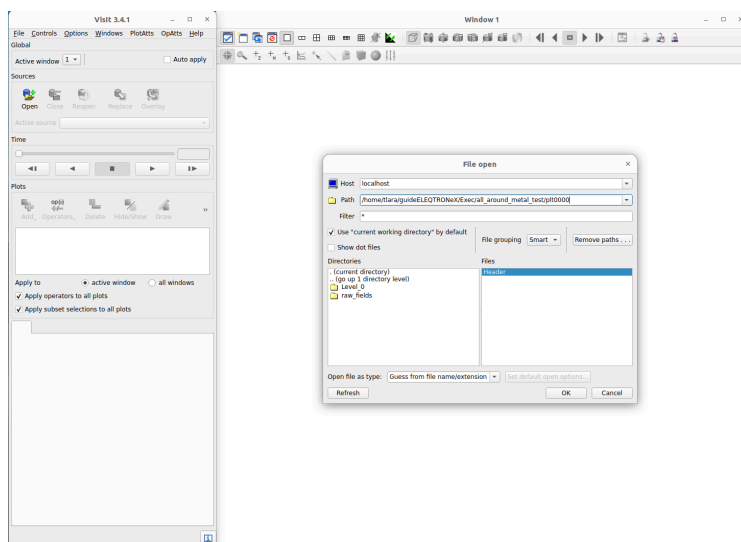 VisIt 3.4.1
File Controls Options Windows PlotAtts OpAtts Help
Global
Active window 1 Auto apply
Sources
Open Close Reopen Replace Overlay
Active source
Time
Plots
Add_ Operators_ Delete Hide/Show Draw
Apply to active window all windows
Apply operators to all plots
Apply subset selections to all plots
Window 1
File open
Host localhost
Path /home/tlara/guideELEQTRONeX/Exec/all_around_metal_test/plt0000
Filter *
Use "current working directory" by default
Show dot files
File grouping Smart Remove paths . . .
Directories
. (current directory)
.. (go up 1 directory level)
Level_0
raw_fields
Files
Header
Open file as type: Guess from file name/extension Set default open options...
Refresh OK Cancel